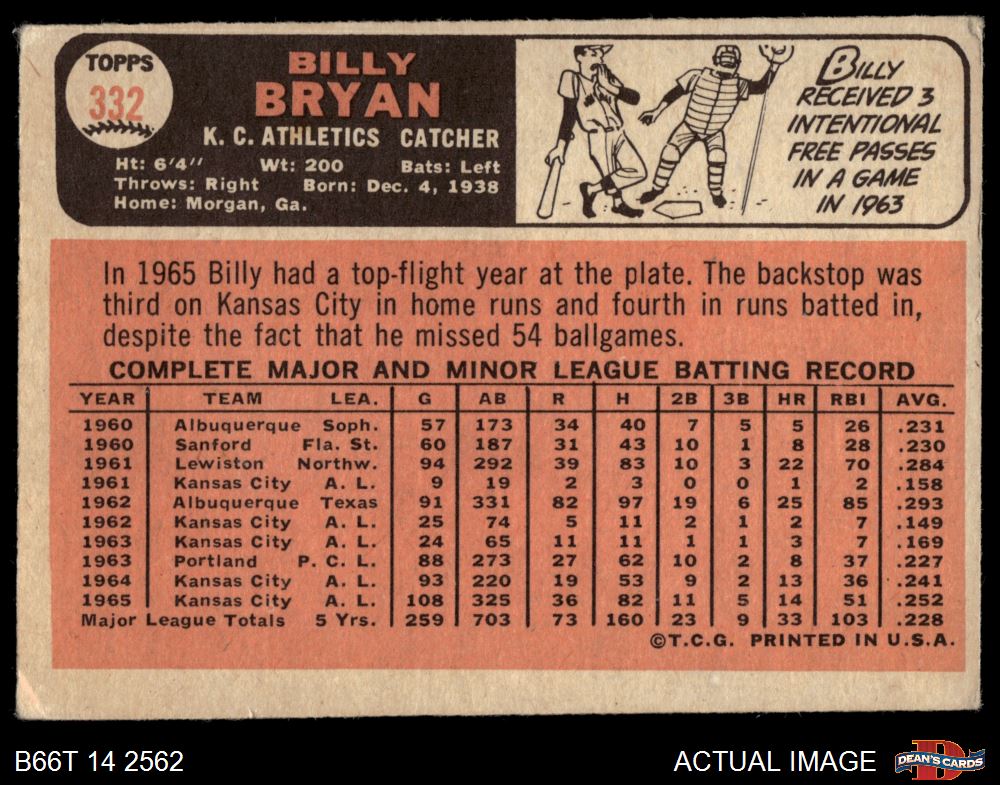 TOPPS
332
BILLY
BRYAN
K. C. ATHLETICS CATCHER
Ht: 6'4" Wt: 200 Bats: Left
Throws: Right Born: Dec. 4, 1938
Home: Morgan, Ga.
BILLY
RECEIVED 3
INTENTIONAL
FREE PASSES
IN A GAME
IN 1963
In 1965 Billy had a top-flight year at the plate. The backstop was
third on Kansas City in home runs and fourth in runs batted in,
despite the fact that he missed 54 ballgames.
COMPLETE MAJOR AND MINOR LEAGUE BATTING RECORD
YEAR TEAM LEA. G AB R H 2B 3B HR RBI AVG.
1960 Albuquerque Soph. 57 173 34 40 7 5 5 26 .231
1960 Sanford Fla. St. 60 187 31 43 10 1 8 28 .230
1961 Lewiston Northw. 94 292 39 83 10 3 22 70 .284
1961 Kansas City A. L. 9 19 2 3 0 0 1 2 .158
1962 Albuquerque Texas 91 331 82 97 19 6 25 85 .293
1962 Kansas City A. L. 25 74 5 11 2 1 2 7 .149
1963 Kansas City A. L. 24 65 11 11 1 1 3 7 .169
1963 Portland P. C. L. 88 273 27 62 10 2 8 37 .227
1964 Kansas City A. L. 93 220 19 53 9 2 13 36 .241
1965 Kansas City A. L. 108 325 36 82 11 5 14 51 .252
Major League Totals 5 Yrs. 259 703 73 160 23 9 33 103 .228
©T.C.G. PRINTED IN U.S.A.
B66T 14 2562
ACTUAL IMAGE
DEAN'S CARDS